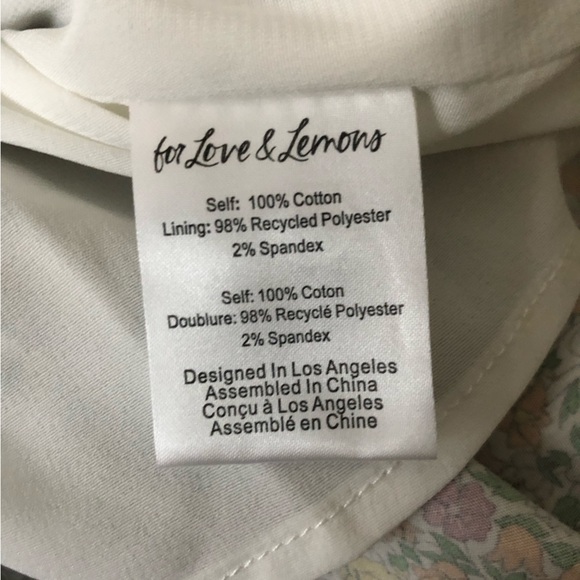 for Love & Lemons
Self: 100% Cotton
Lining: 98% Recycled Polyester
2% Spandex
Self: 100% Coton
Doublure: 98% Recyclé Polyester
2% Spandex
Designed In Los Angeles
Assembled In China
Conçu à Los Angeles
Assemblé en Chine